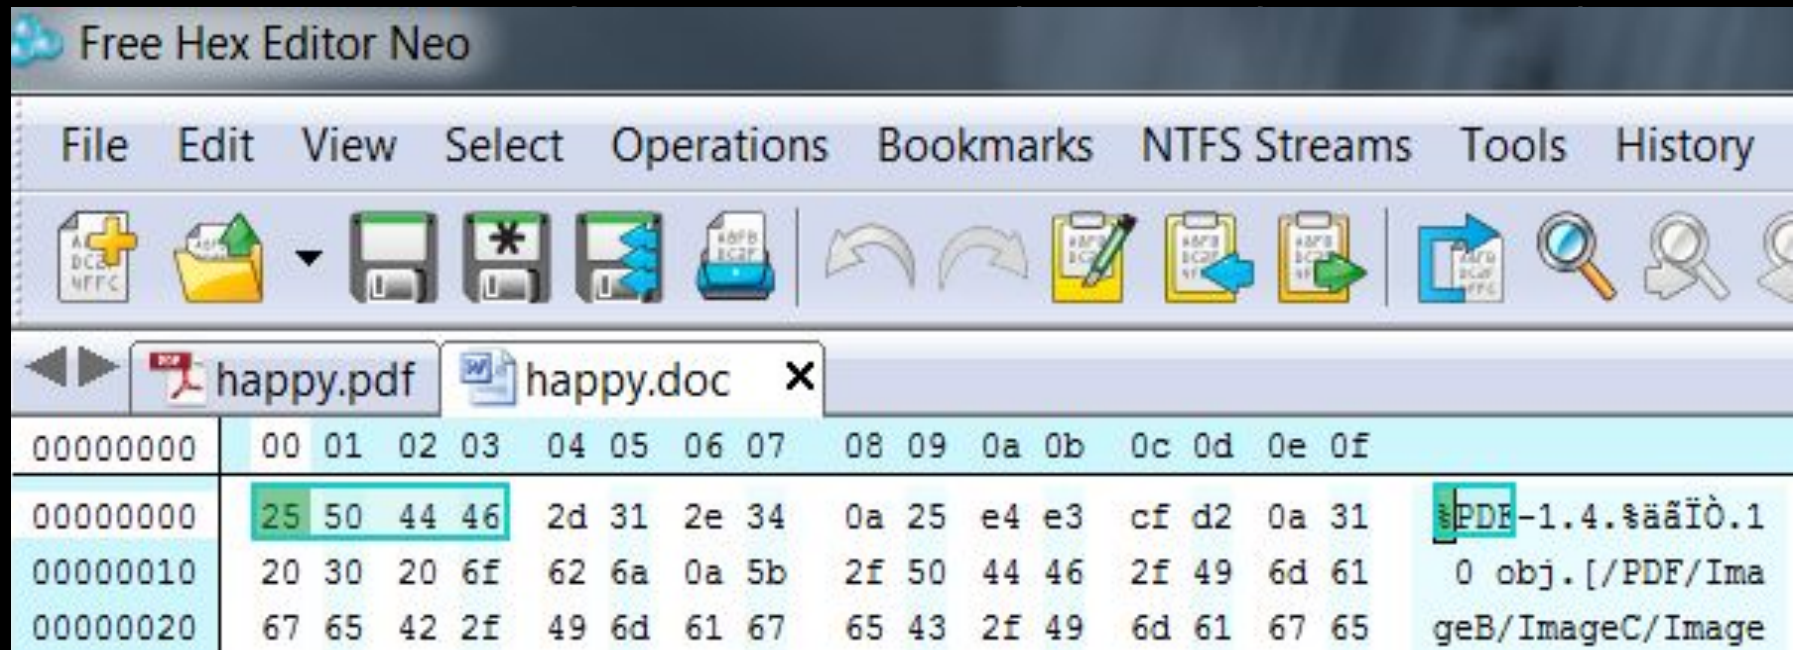 Free Hex Editor Neo
File Edit View Select Operations Bookmarks NTFS Streams Tools History
happy.pdf happy.doc
00000000 00 01 02 03 04 05 06 07 08 09 0a 0b 0c 0d 0e 0f
00000000 25 50 44 46 2d 31 2e 34 0a 25 e4 e3 cf d2 0a 31 %PDF-1.4.%äãÏÒ.1
00000010 20 30 20 6f 62 6a 0a 5b 2f 50 44 46 2f 49 6d 61 0 obj.[/PDF/Ima
00000020 67 65 42 2f 49 6d 61 67 65 43 2f 49 6d 61 67 65 geB/ImageC/Image